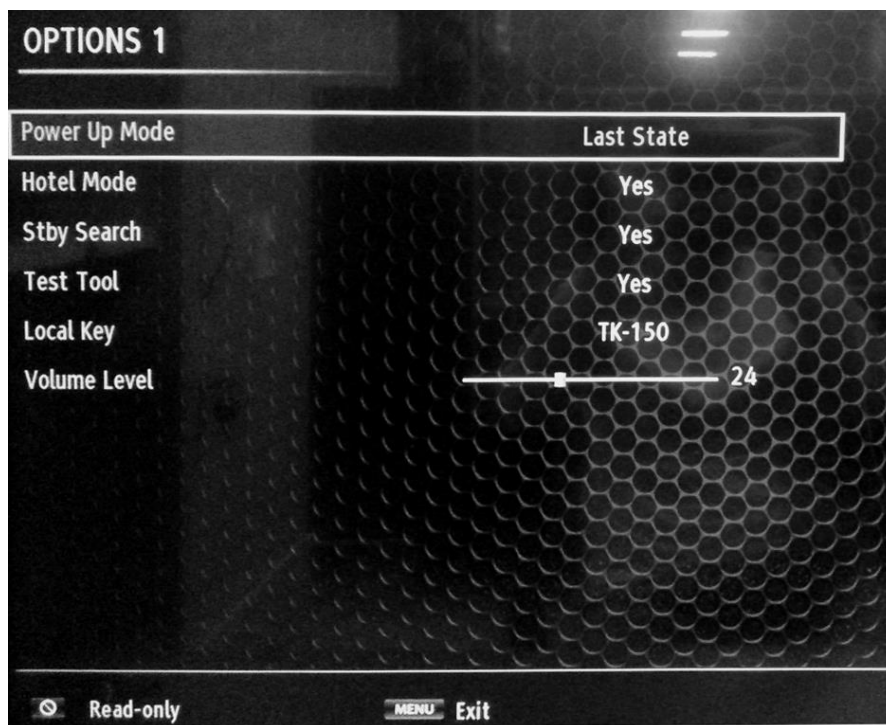 OPTIONS 1
Power Up Mode Last State
Hotel Mode Yes
Stby Search Yes
Test Tool Yes
Local Key TK-150
Volume Level 24
Read-only MENU Exit